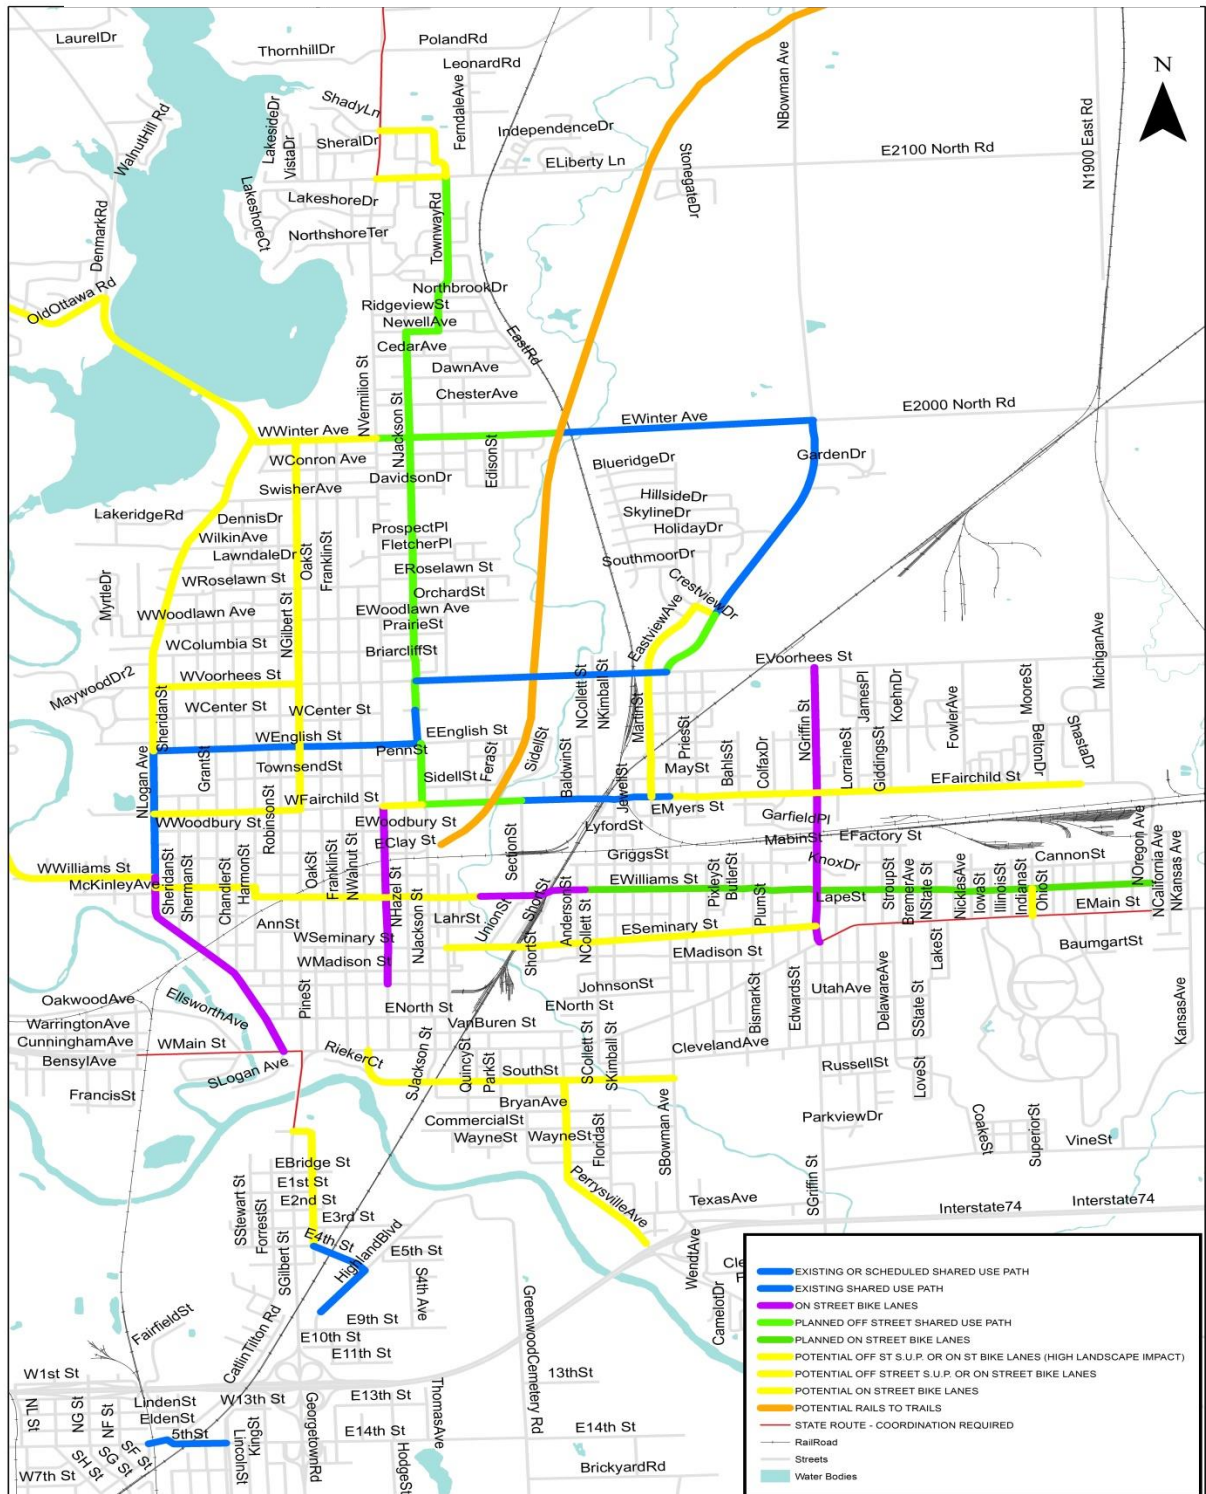 LaurelDr
PolandRd
ThornhillDr
LeonardRd
N
WalnutHill Rd
LakesideDr
VistaDr
ShadyLn
SheralDr
FerndaleAve
IndependenceDr
ELiberty Ln
NBowman Ave
E2100 North Rd
N1900 East Rd
StonegateDr
LakeshoreCt
LakeshoreDr
NorthshoreTer
TownwayRd
DenmarkRd
OldOttawa Rd
NorthbrookDr
RidgeviewSt
NewellAve
CedarAve
EastRd
DawnAve
ChesterAve
NVermilion St
NJackson St
EWinter Ave
E2000 North Rd
WWinter Ave
WConron Ave
EdisonSt
GardenDr
BlueridgeDr
DavidsonDr
SwisherAve
HillsideDr
SkylineDr
HolidayDr
LakeridgeRd
DennisDr
WilkinAve
LawndaleDr
OakSt
FranklinSt
ProspectPl
FletcherPl
SouthmoorDr
ERoselawn St
OrchardSt
WRoselawn St
MyrtleDr
CrestviewDr
WWoodlawn Ave
EWoodlawn Ave
PrairieSt
EastviewAve
WColumbia St
NGilbert St
BriarcliffSt
EVoorhees St
MichiganAve
MaywoodDr2
WVoorhees St
WCenter St
WCenter St
SheridanSt
NCollett St
NKimball St
MartinSt
PriesSt
NGriffin St
JamesPl
KoehnDr
FowlerAve
MooreSt
BeltonDr
ShastaDr
WEnglish St
EEnglish St
PennSt
NLogan Ave
GrantSt
TownsendSt
SidellSt
FeraSt
SidellSt
BaldwinSt
JewellSt
MaySt
BahlsSt
ColfaxDr
LorraineSt
GiddingsSt
EFairchild St
WFairchild St
EMyers St
WWoodbury St
RobinsonSt
EWoodbury St
EClay St
GarfieldPl
LyfordSt
MabinSt
EFactory St
GriggsSt
KnoxDr
CannonSt
NOregon Ave
NCalifornia Ave
NKansas Ave
WWilliams St
McKinleyAve
SheridanSt
ShermanSt
ChandlerSt
HarmonSt
OakSt
FranklinSt
NWalnut St
NHazel St
NJackson St
SectionSt
ShortSt
EWilliams St
PixleySt
ButlerSt
PlumSt
LapeSt
StroupSt
BremerAve
NState St
NicklasAve
IowaSt
IllinoisSt
IndianaSt
OhioSt
EMain St
LahrSt
UnionSt
AndersonSt
NCollett St
AnnSt
WSeminary St
WMadison St
ESeminary St
ShortSt
EMadison St
LakeSt
BaumgartSt
OakwoodAve
EllsworthAve
PineSt
ENorth St
JohnsonSt
ENorth St
BismarkSt
EdwardsSt
UtahAve
DelawareAve
SState St
KansasAve
WarringtonAve
CunninghamAve
BensylAve
WMain St
VanBuren St
RiekerCt
SJackson St
QuincySt
ParkSt
SCollett St
SKimball St
ClevelandAve
SLogan Ave
SouthSt
RussellSt
LoveSt
FrancisSt
BryanAve
CommercialSt
WayneSt
WayneSt
FloridaSt
SBowman Ave
ParkviewDr
CoakeSt
SuperiorSt
VineSt
EBridge St
E1st St
E2nd St
E3rd St
PerrysvilleAve
SGriffin St
TexasAve
Interstate74
Interstate74
SStewart St
ForrestSt
SGilbert St
E4th St
HighlandBlvd
E5th St
S4th Ave
WendtAve
CamelotDr
CatlinTilton Rd
FairfieldSt
E9th St
E10th St
E11th St
GreenwoodCemetery Rd
W1st St
NL St
NG St
NF St
LindenSt
EldenSt
5thSt
W13th St
E13th St
13thSt
ThomasAve
W7th St
SH St
SG St
SF St
LincolnSt
KingSt
GeorgetownRd
E14th St
HodgeSt
E14th St
BrickyardRd
EXISTING OR SCHEDULED SHARED USE PATH
EXISTING SHARED USE PATH
ON STREET BIKE LANES
PLANNED OFF STREET SHARED USE PATH
PLANNED ON STREET BIKE LANES
POTENTIAL OFF ST S.U.P. OR ON ST BIKE LANES (HIGH LANDSCAPE IMPACT)
POTENTIAL OFF STREET S.U.P. OR ON STREET BIKE LANES
POTENTIAL ON STREET BIKE LANES
POTENTIAL RAILS TO TRAILS
STATE ROUTE - COORDINATION REQUIRED
RailRoad
Streets
Water Bodies